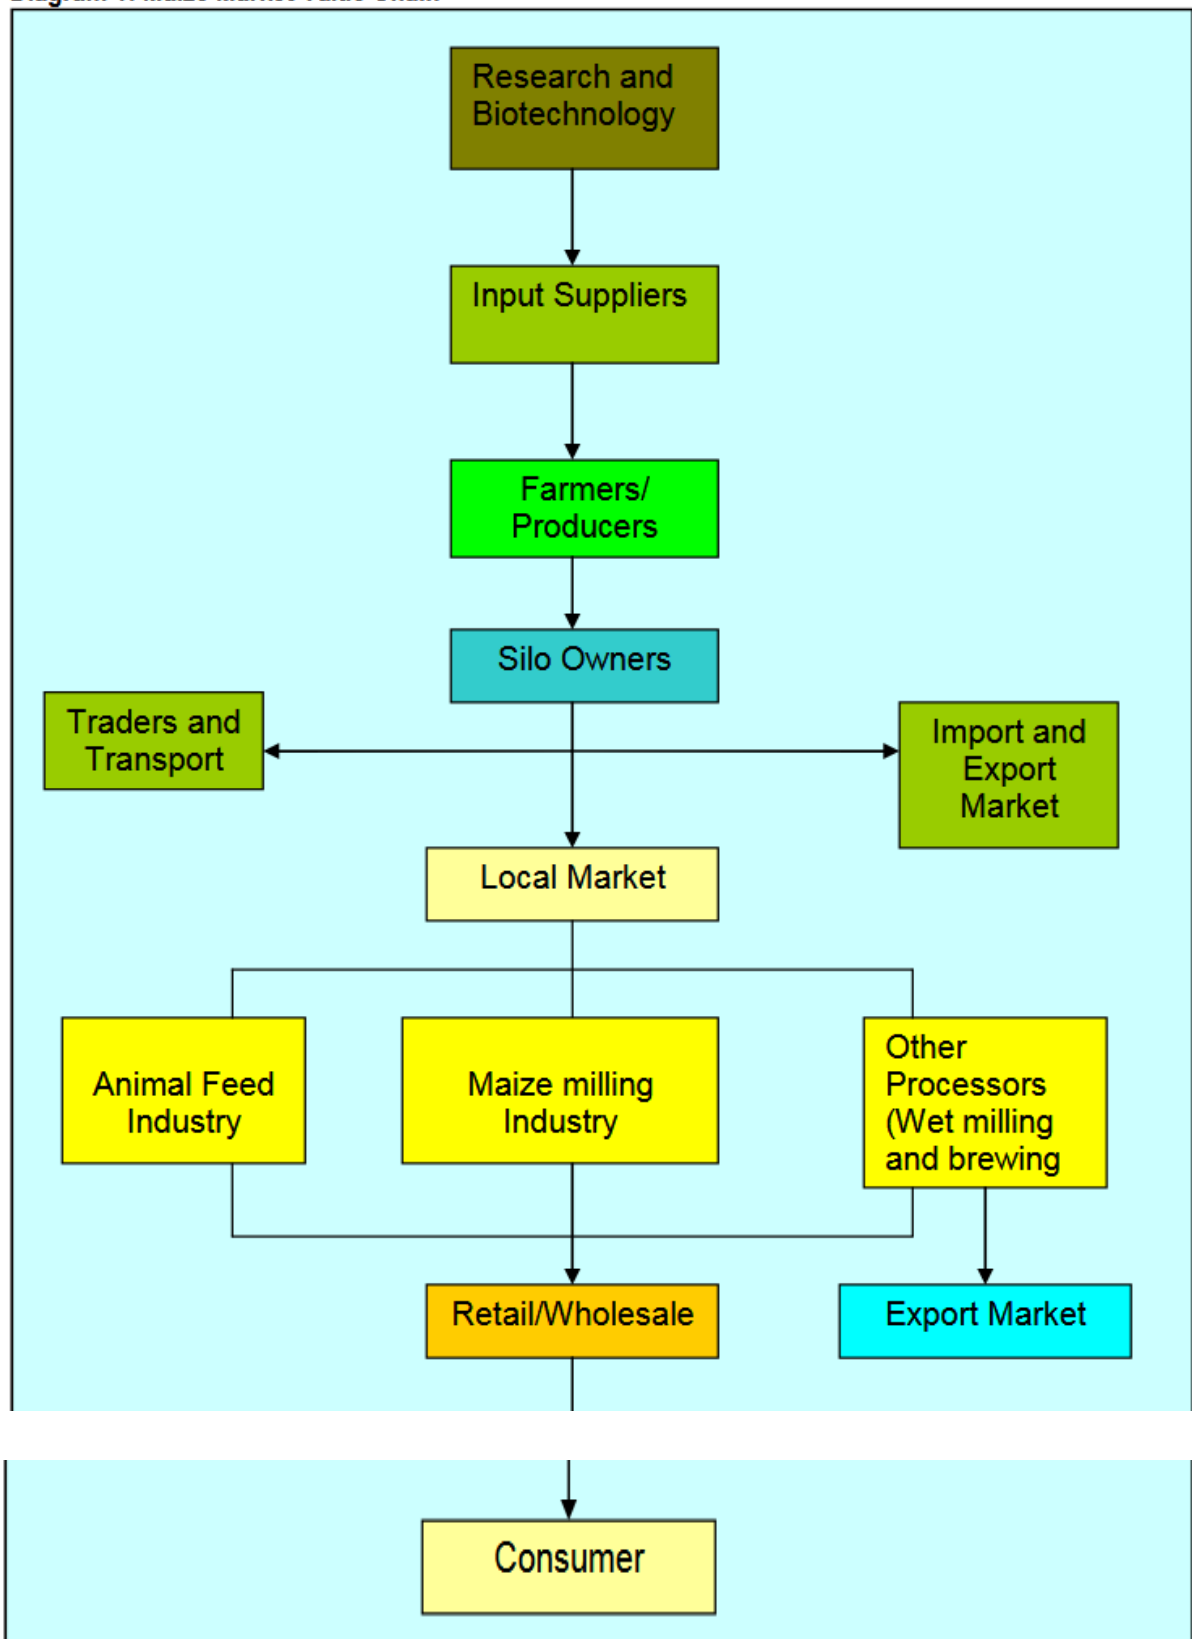 Research and
Biotechnology
Input Suppliers
Farmers/
Producers
Silo Owners
Traders and
Transport
Import and
Export
Market
Local Market
Animal Feed
Industry
Maize milling
Industry
Other
Processors
(Wet milling
and brewing
Retail/Wholesale
Export Market
Consumer